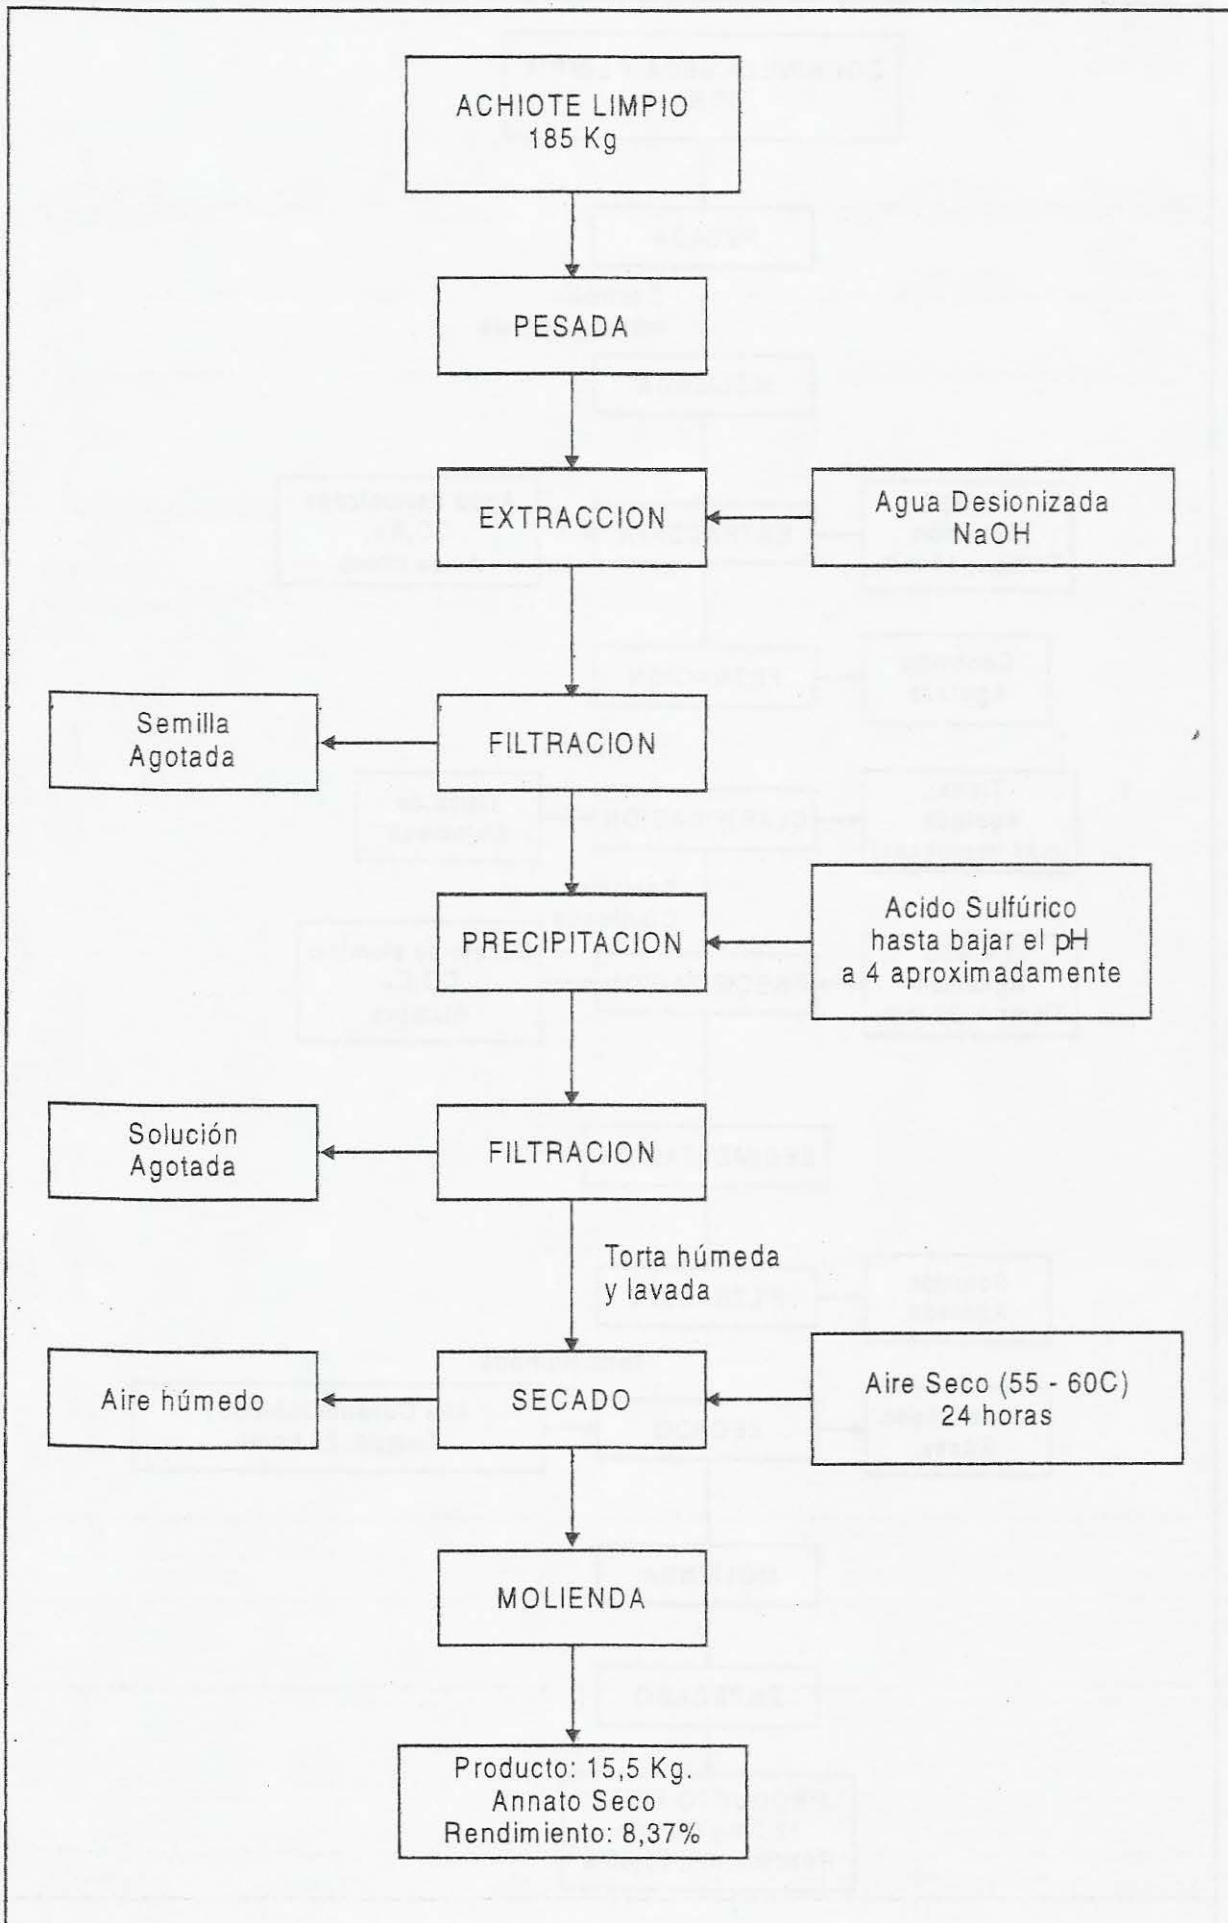 ACHIOTE LIMPIO
185 Kg
PESADA
EXTRACCION
Agua Desionizada
NaOH
Semilla
Agotada
FILTRACION
PRECIPITACION
Acido Sulfúrico
hasta bajar el pH
a 4 aproximadamente
Solución
Agotada
FILTRACION
Torta húmeda
y lavada
Aire húmedo
SECADO
Aire Seco (55 - 60C)
24 horas
MOLIENDA
Producto: 15,5 Kg.
Annato Seco
Rendimiento: 8,37%